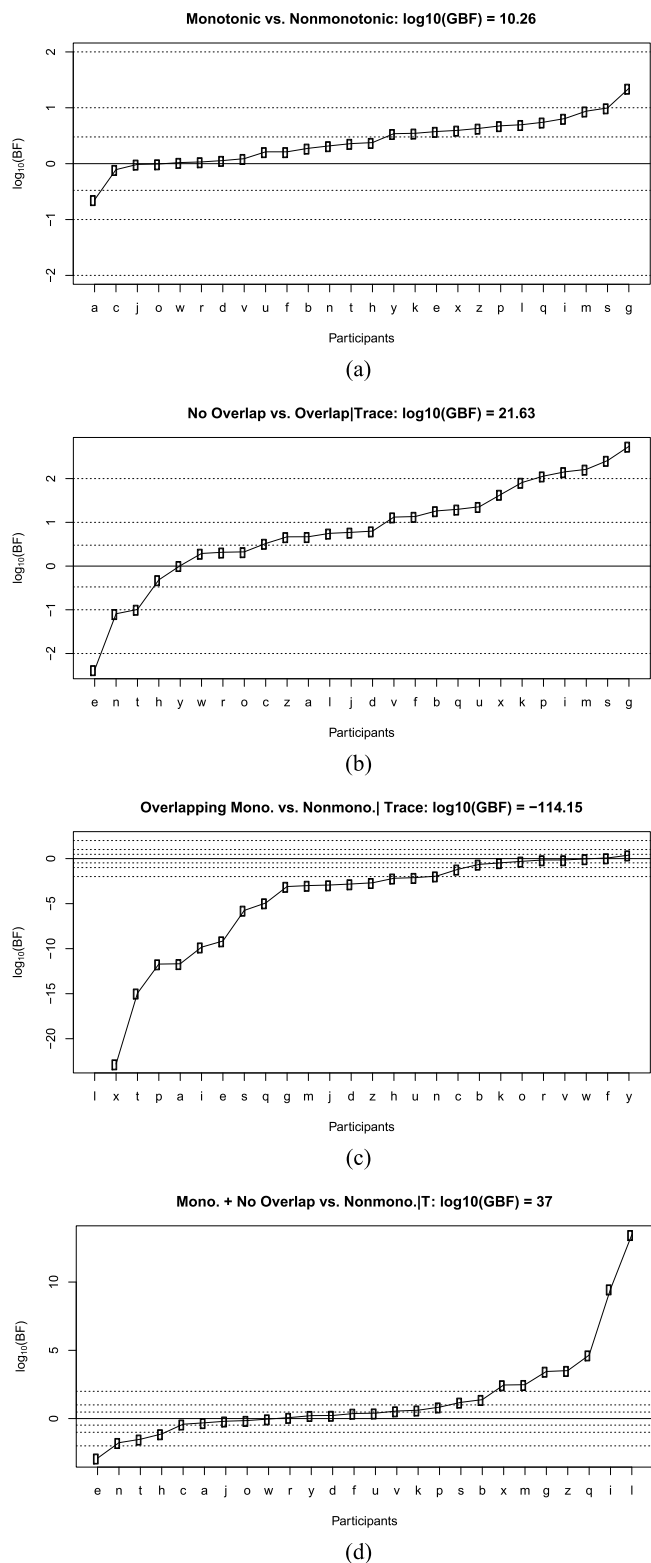 Monotonic vs. Nonmonotonic: log10(GBF) = 10.26
2
1
0
−1
−2
log10(BF)
a c j o w r d v u f b n t h y k e x z p l q i m s g
Participants
(a)
No Overlap vs. Overlap|Trace: log10(GBF) = 21.63
2
1
0
−1
−2
log10(BF)
e n t h y w r o c z a l j d v f b q u x k p i m s g
Participants
(b)
Overlapping Mono. vs. Nonmono.| Trace: log10(GBF) = −114.15
0
−5
−10
−20
log10(BF)
l x t p a i e s q g m j d z h u n c b k o r v w f y
Participants
(c)
Mono. + No Overlap vs. Nonmono.|T: log10(GBF) = 37
10
5
0
log10(BF)
e n t h c a j o w r y d f u v k p s b x m g z q i l
Participants
(d)